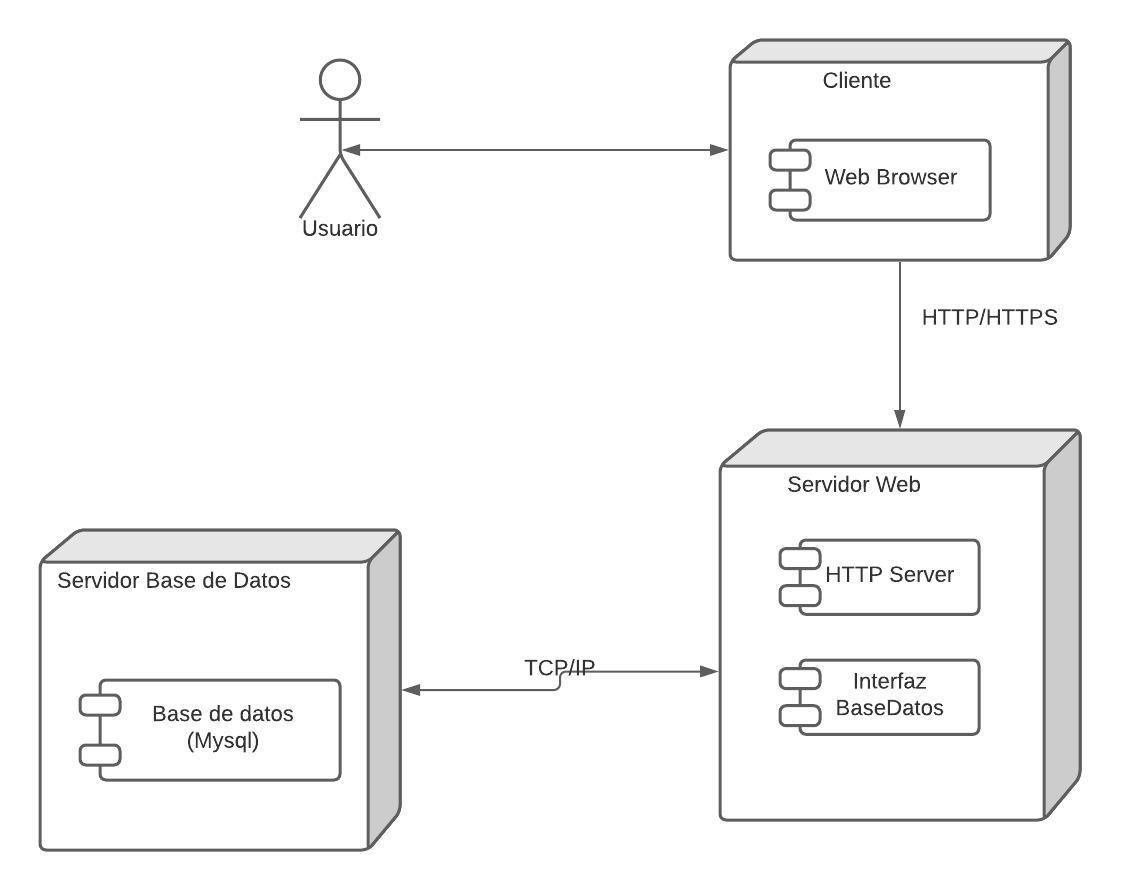 Cliente
Web Browser
Usuario
HTTP/HTTPS
Servidor Web
HTTP Server
Interfaz
BaseDatos
TCP/IP
Servidor Base de Datos
Base de datos
(Mysql)